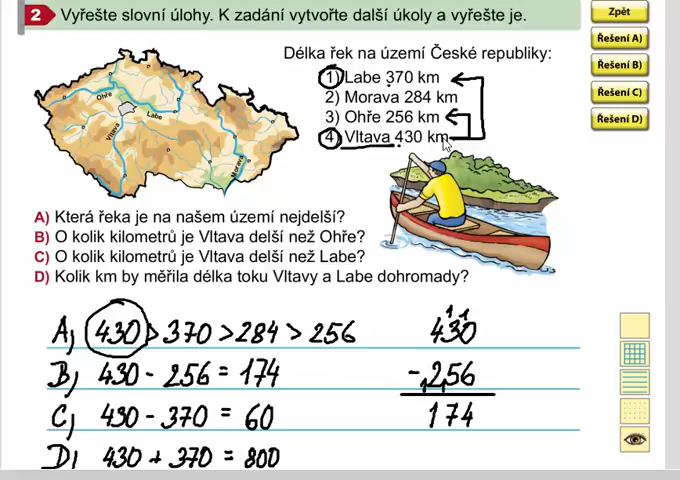 2 Vyřešte slovní úlohy. K zadání vytvořte další úkoly a vyřešte je.
Zpět
Řešení A)
Řešení B)
Řešení C)
Řešení D)
Délka řek na území České republiky:
1) Labe 370 km
2) Morava 284 km
3) Ohře 256 km
4) Vltava 430 km
Ohře
Labe
Vltava
Morava
A) Která řeka je na našem území nejdelší?
B) O kolik kilometrů je Vltava delší než Ohře?
C) O kolik kilometrů je Vltava delší než Labe?
D) Kolik km by měřila délka toku Vltavy a Labe dohromady?
A) 430 > 370 > 284 > 256
B) 430 - 256 = 174
C) 430 - 370 = 60
D) 430 + 370 = 800
1 1
430
-256
1 1
174